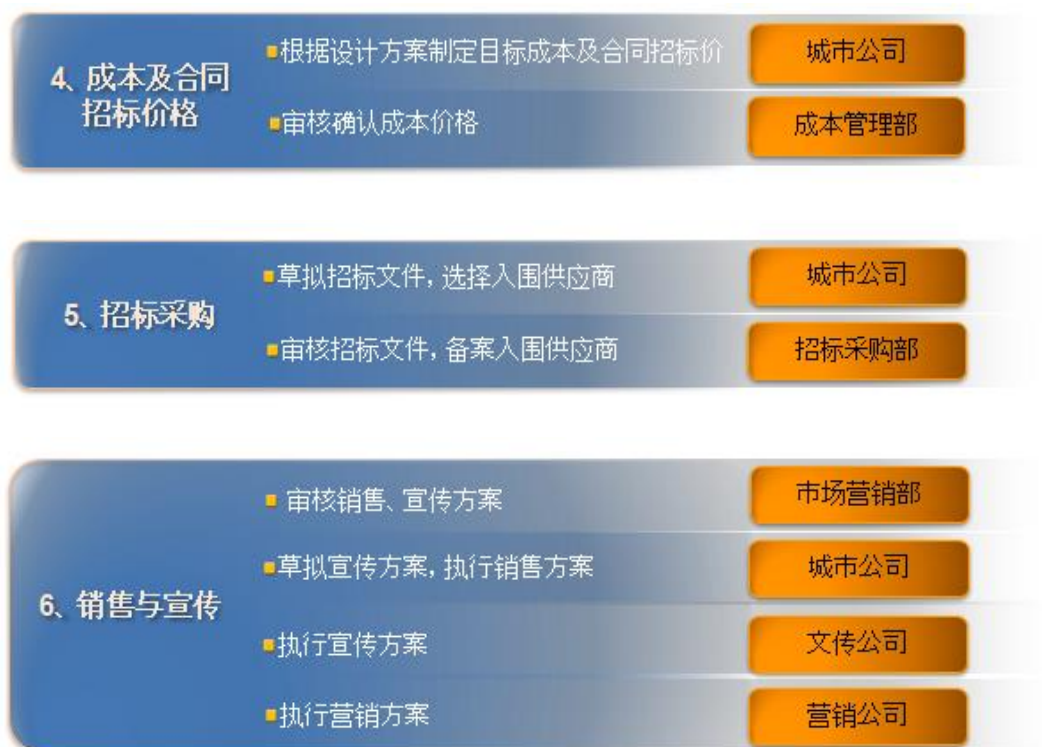 4、成本及合同
招标价格
根据设计方案制定目标成本及合同招标价
城市公司
审核确认成本价格
成本管理部
5、招标采购
草拟招标文件，选择入围供应商
城市公司
审核招标文件，备案入围供应商
招标采购部
6、销售与宣传
审核销售、宣传方案
市场营销部
草拟宣传方案，执行销售方案
城市公司
执行宣传方案
文传公司
执行营销方案
营销公司